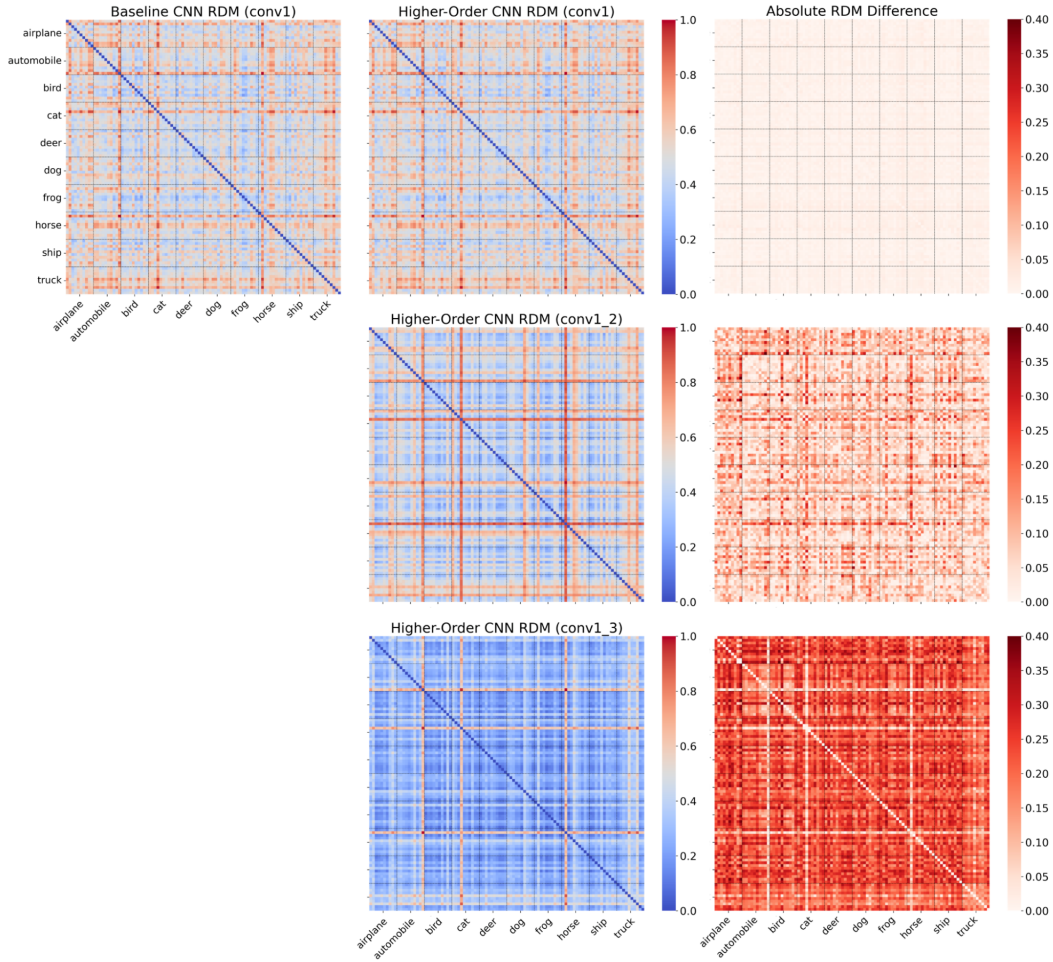 Baseline CNN RDM (conv1)
Higher-Order CNN RDM (conv1)
Absolute RDM Difference
airplane
automobile
bird
cat
deer
dog
frog
horse
ship
truck
airplane
automobile
bird
cat
deer
dog
frog
horse
ship
truck
1.0
0.8
0.6
0.4
0.2
0.0
0.40
0.35
0.30
0.25
0.20
0.15
0.10
0.05
0.00
Higher-Order CNN RDM (conv1_2)
1.0
0.8
0.6
0.4
0.2
0.0
0.40
0.35
0.30
0.25
0.20
0.15
0.10
0.05
0.00
Higher-Order CNN RDM (conv1_3)
1.0
0.8
0.6
0.4
0.2
0.0
0.40
0.35
0.30
0.25
0.20
0.15
0.10
0.05
0.00
airplane
automobile
bird
cat
deer
dog
frog
horse
ship
truck
airplane
automobile
bird
cat
deer
dog
frog
horse
ship
truck